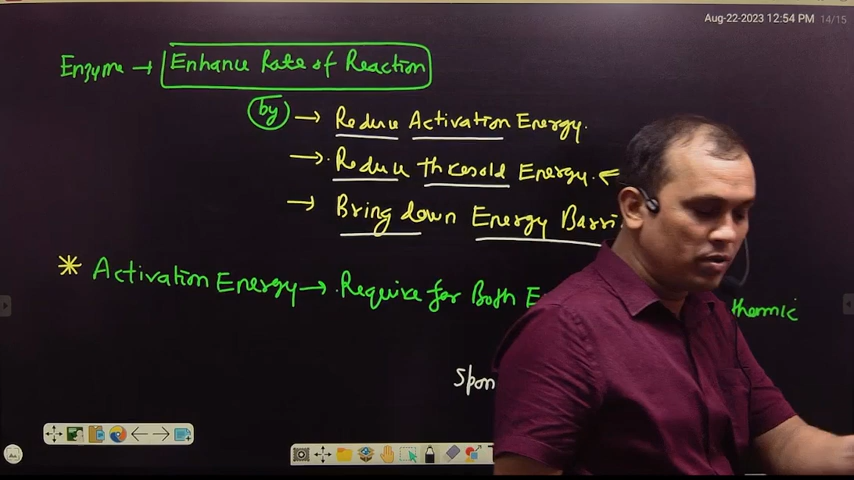 Aug-22-2023 12:54 PM 14/15
Enzyme → Enhance Rate of Reaction
by → Reduce Activation Energy.
→ Reduce thresold Energy. ←
→ Bring down Energy Barri
* Activation Energy → Require for Both E thermic
Spon